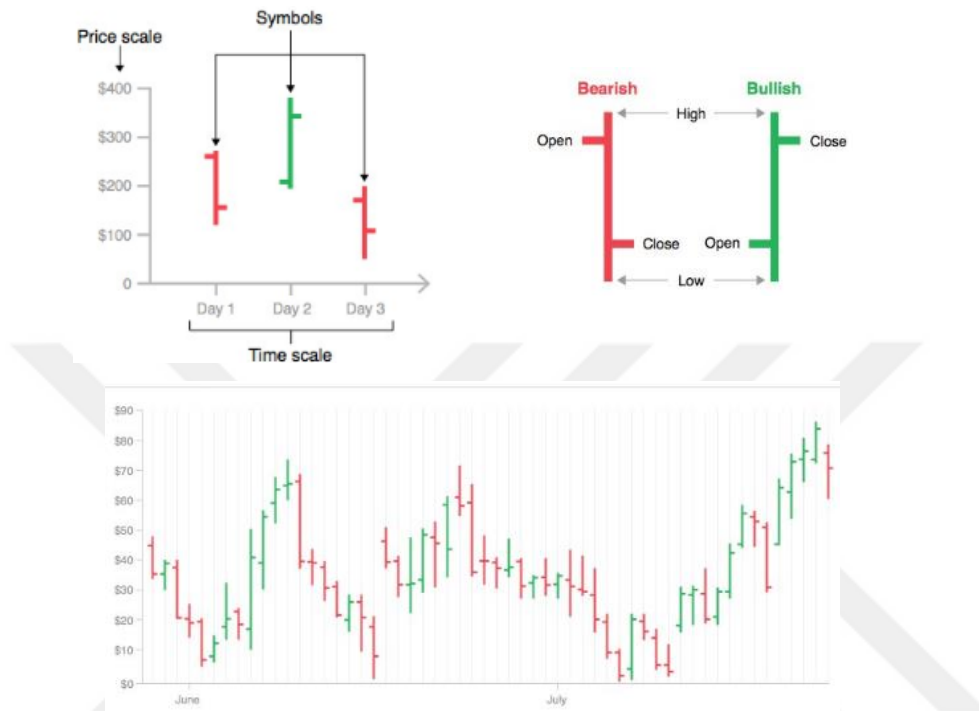 Symbols
Price scale
$400
$300
$200
$100
0
Day 1 Day 2 Day 3
Time scale
Bearish Bullish
High
Open Close
Close Open
Low
$90
$80
$70
$60
$50
$40
$30
$20
$10
$0
June July